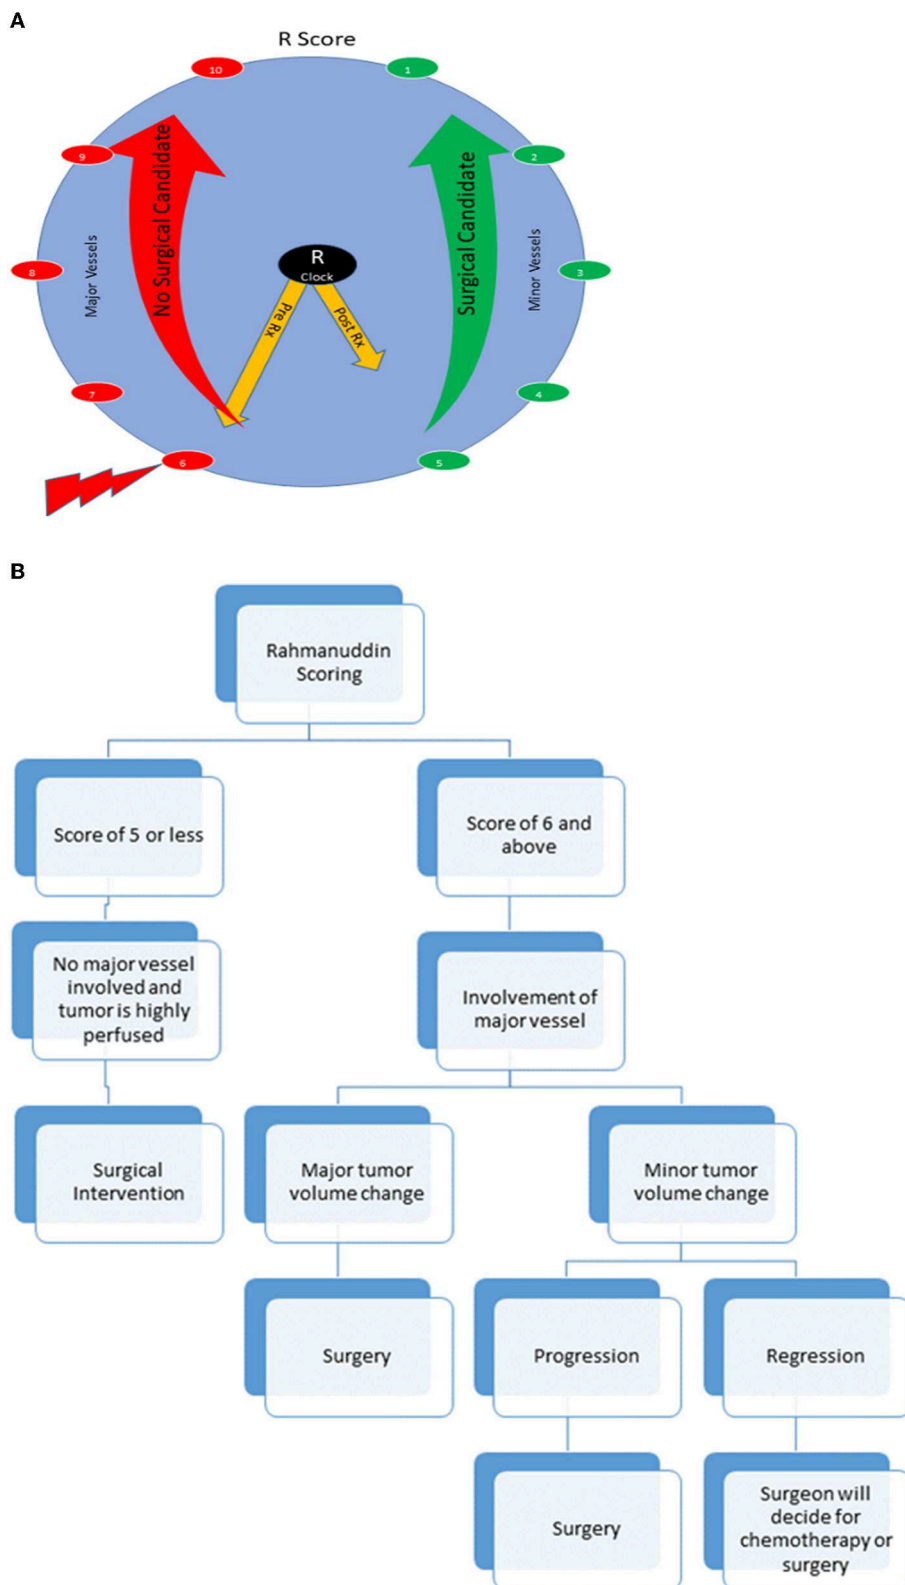 A
R Score
10
1
9
2
8
3
7
4
6
5
Major Vessels
No Surgical Candidate
R
Clock
Pre Rx
Post Rx
Surgical Candidate
Minor Vessels
B
Rahmanuddin
Scoring
Score of 5 or less
Score of 6 and
above
No major vessel
involved and
tumor is highly
perfused
Involvement of
major vessel
Surgical
Intervention
Major tumor
volume change
Minor tumor
volume change
Surgery
Progression
Regression
Surgery
Surgeon will
decide for
chemotherapy or
surgery